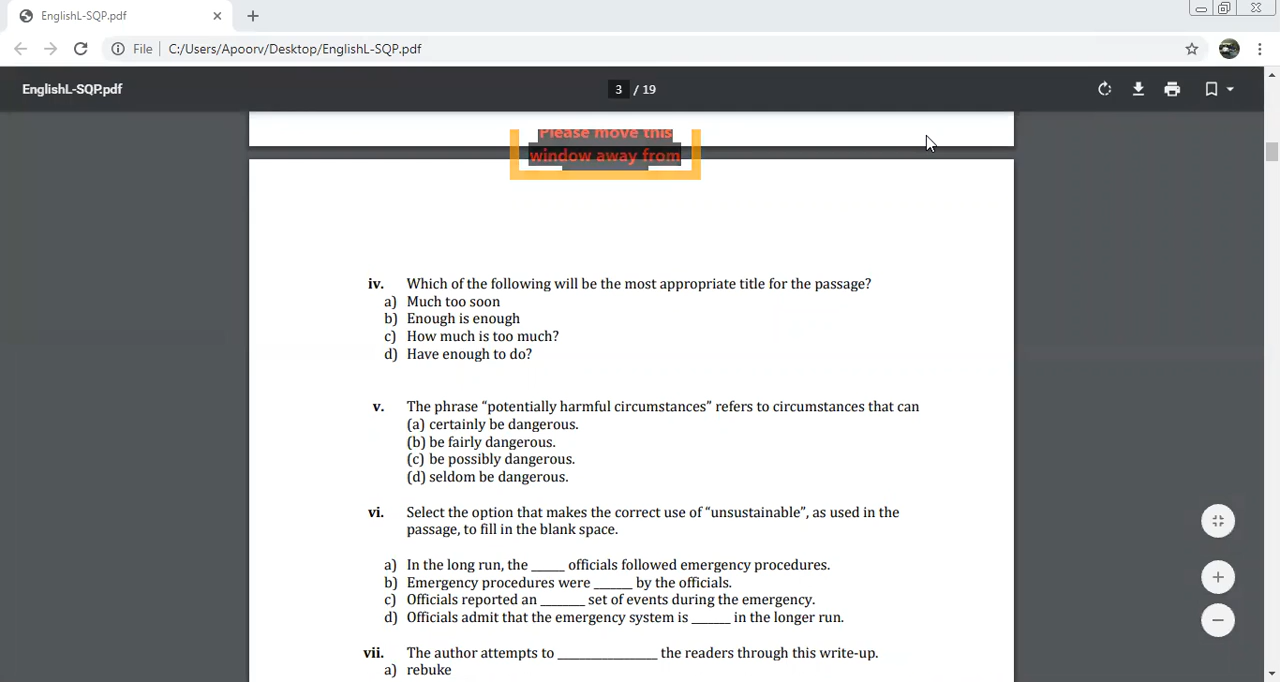 EnglishL-SQP.pdf
File C:/Users/Apoorv/Desktop/EnglishL-SQP.pdf
EnglishL-SQP.pdf
3 / 19
Please move this
window away from
iv. Which of the following will be the most appropriate title for the passage?
a) Much too soon
b) Enough is enough
c) How much is too much?
d) Have enough to do?
v. The phrase “potentially harmful circumstances” refers to circumstances that can
(a) certainly be dangerous.
(b) be fairly dangerous.
(c) be possibly dangerous.
(d) seldom be dangerous.
vi. Select the option that makes the correct use of “unsustainable”, as used in the
passage, to fill in the blank space.
a) In the long run, the _____ officials followed emergency procedures.
b) Emergency procedures were ______ by the officials.
c) Officials reported an _______ set of events during the emergency.
d) Officials admit that the emergency system is ______ in the longer run.
vii. The author attempts to ________________ the readers through this write-up.
a) rebuke